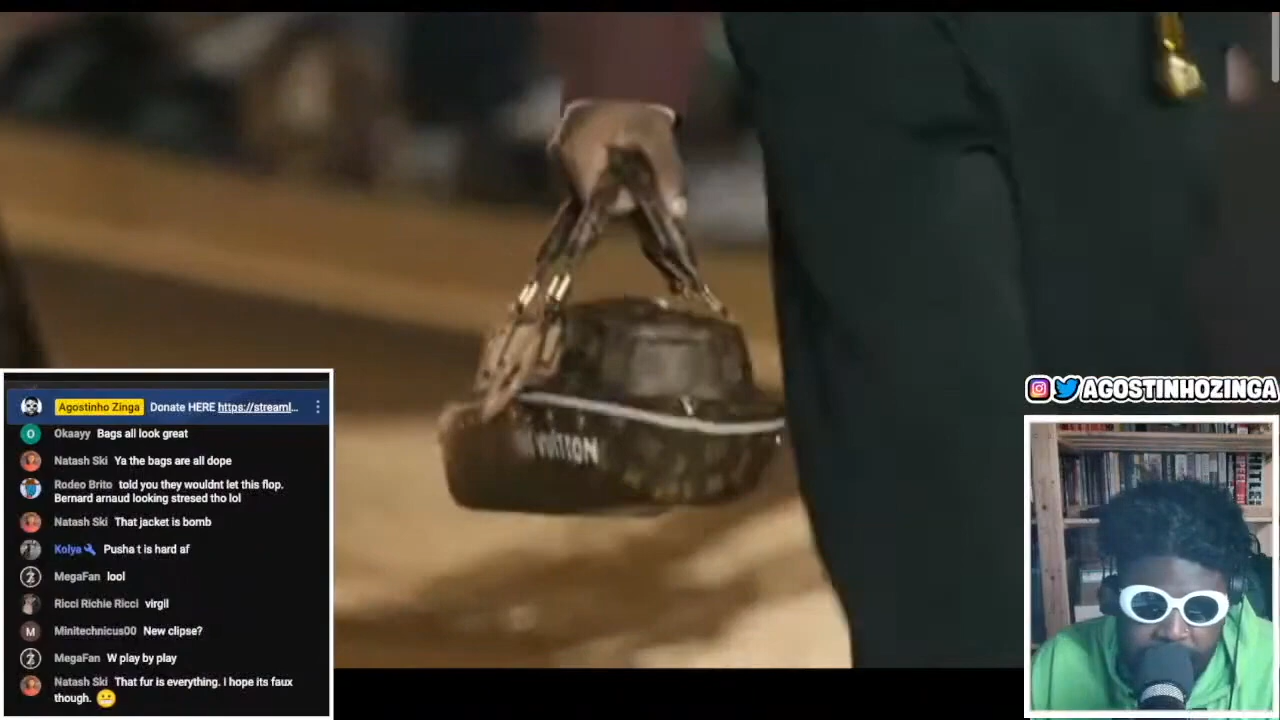 VUITTON
AGOSTINHOZINGA
Agostinho Zinga Donate HERE https://streaml...
O Okaayy Bags all look great
Natash Ski Ya the bags are all dope
Rodeo Brito told you they wouldnt let this flop.
Bernard arnaud looking stresed tho lol
Natash Ski That jacket is bomb
Kolya Pusha t is hard af
MegaFan lool
Ricci Richie Ricci virgil
M Minitechnicus00 New clipse?
MegaFan W play by play
Natash Ski That fur is everything. I hope its faux
though.